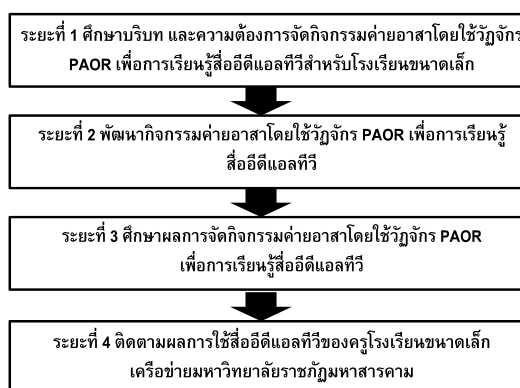 ระยะที่ 1 ศึกษาบริบท และความต้องการจัดกิจกรรมค่ายอาสาโดยใช้วัฏจักร
PAOR เพื่อการเรียนรู้สื่ออีดีแอลทีวีสำหรับโรงเรียนขนาดเล็ก
ระยะที่ 2 พัฒนากิจกรรมค่ายอาสาโดยใช้วัฏจักร PAOR เพื่อการเรียนรู้
สื่ออีดีแอลทีวี
ระยะที่ 3 ศึกษาผลการจัดกิจกรรมค่ายอาสาโดยใช้วัฏจักร PAOR
เพื่อการเรียนรู้สื่ออีดีแอลทีวี
ระยะที่ 4 ติดตามผลการใช้สื่ออีดีแอลทีวีของครูโรงเรียนขนาดเล็ก
เครือข่ายมหาวิทยาลัยราชภัฏมหาสารคาม